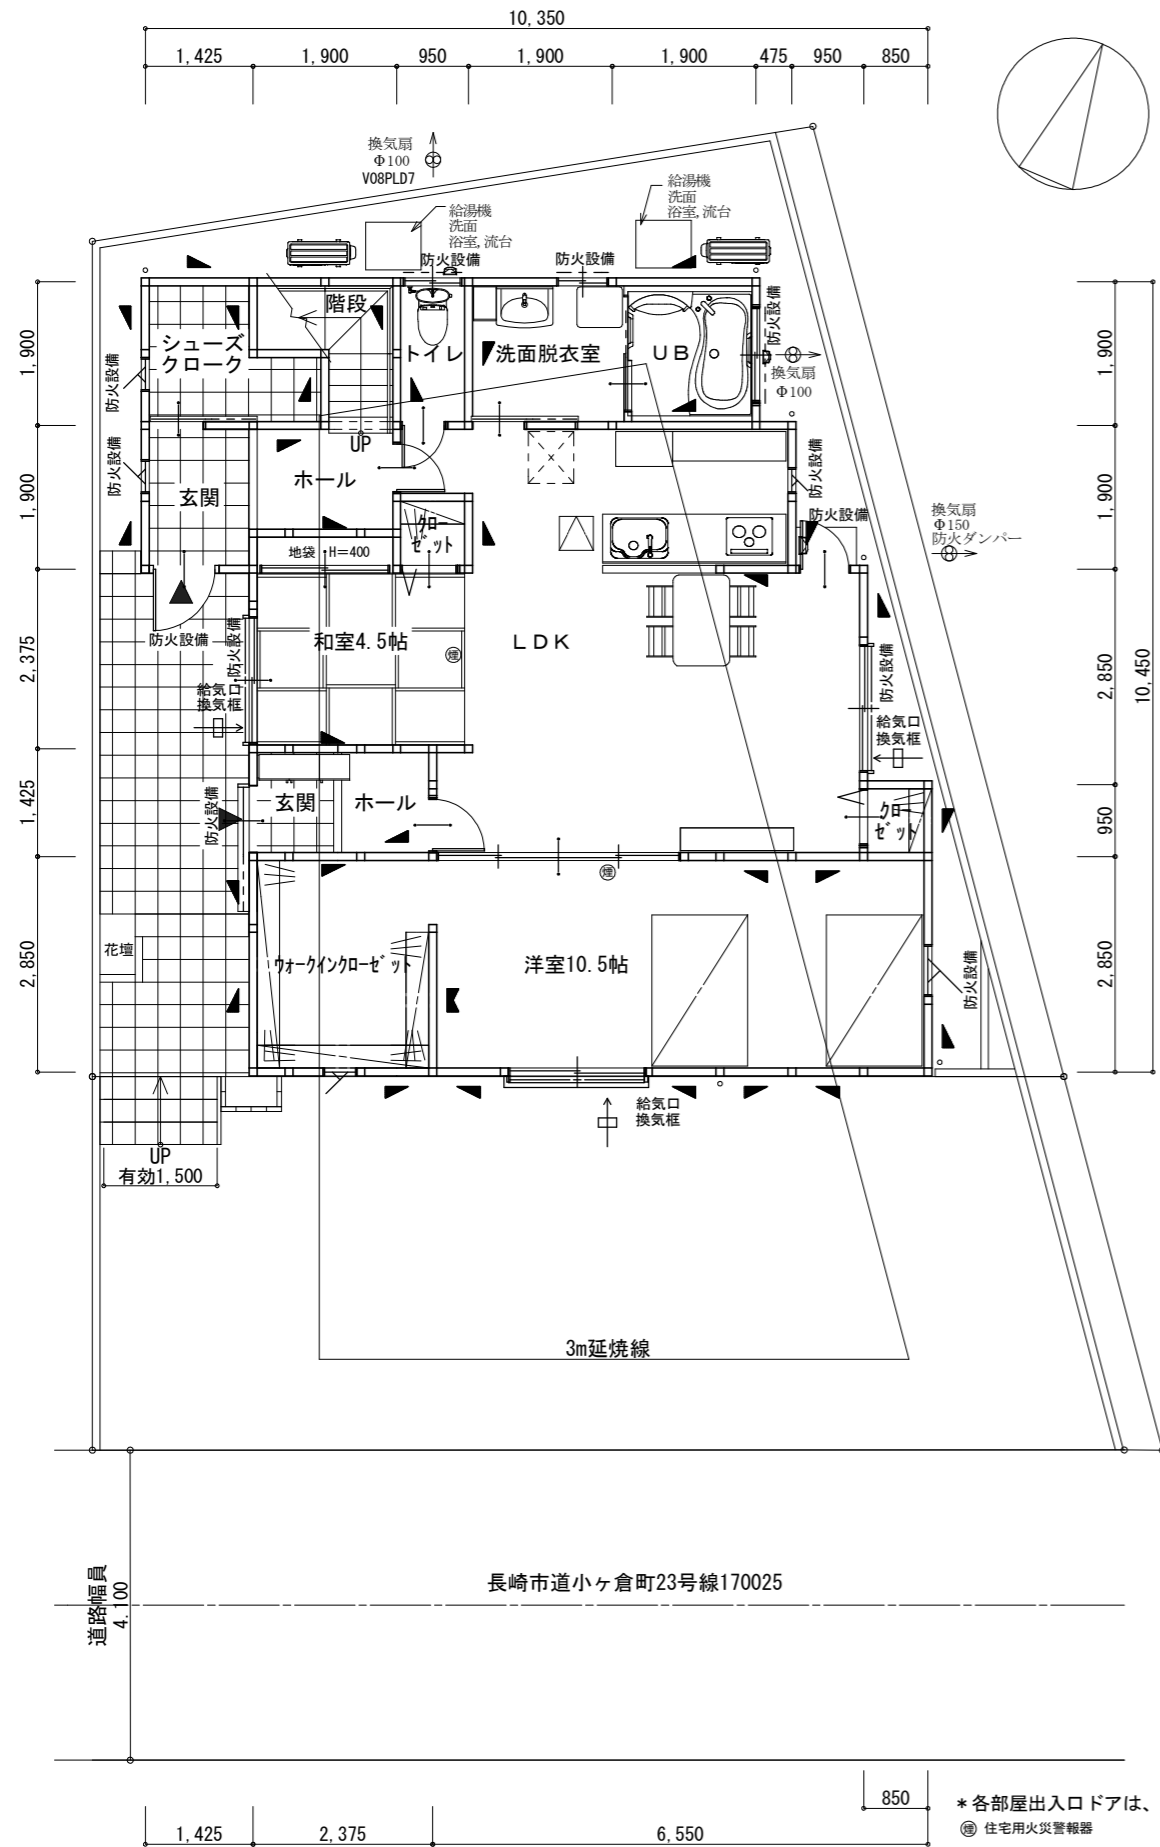 10,350
1,425 1,900 950 1,900 1,900 475 950 850
換気扇
Φ100
V08PLD7
給湯機
洗面
浴室,流台
給湯機
洗面
浴室,流台
防火設備
防火設備
階段
シューズ
クローク
トイレ
洗面脱衣室
UB
防火設備
換気扇
Φ100
防火設備
1,900
1,900
UP
ホール
玄関
防火設備
防火設備
1,900
1,900
クロー
ゼット
地袋 H=400
防火設備
換気扇
Φ150
防火ダンパー
防火設備
防火設備
和室4.5帖
煙
LDK
防火設備
2,375
2,850
10,450
給気口
換気框
給気口
換気框
玄関
ホール
防火設備
1,425
クロー
ゼット
950
煙
花壇
ウォークインクローゼット
洋室10.5帖
防火設備
2,850
2,850
給気口
換気框
UP
有効1,500
3m延焼線
長崎市道小ヶ倉町23号線170025
道路幅員
4.100
850
*各部屋出入口ドアは、
煙 住宅用火災警報器
1,425 2,375 6,550